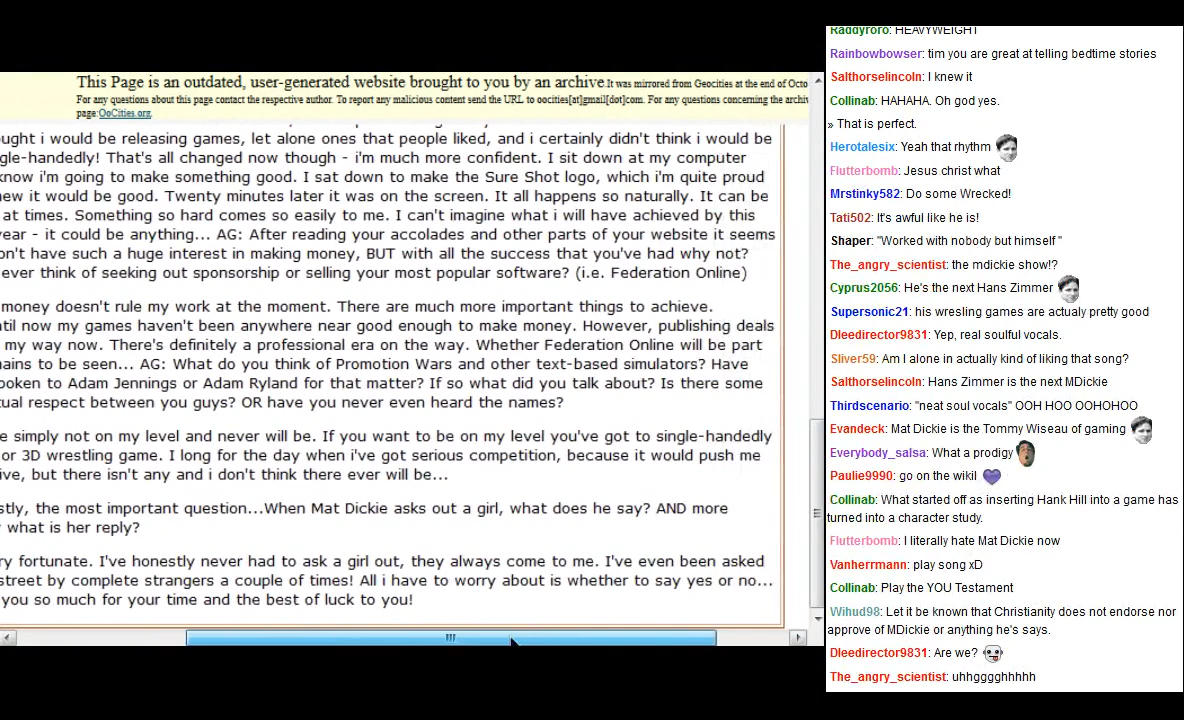 This Page is an outdated, user-generated website brought to you by an archive.It was mirrored from Geocities at the end of Octo
For any questions about this page contact the respective author. To report any malicious content send the URL to oocities[at]gmail[dot]com. For any questions concerning the archiv
page:OoCities.org.
ught i would be releasing games, let alone ones that people liked, and i certainly didn't think i would be
gle-handedly! That's all changed now though - i'm much more confident. I sit down at my computer
know i'm going to make something good. I sat down to make the Sure Shot logo, which i'm quite proud
new it would be good. Twenty minutes later it was on the screen. It all happens so naturally. It can be
at times. Something so hard comes so easily to me. I can't imagine what i will have achieved by this
year - it could be anything... AG: After reading your accolades and other parts of your website it seems
on't have such a huge interest in making money, BUT with all the success that you've had why not?
ever think of seeking out sponsorship or selling your most popular software? (i.e. Federation Online)
money doesn't rule my work at the moment. There are much more important things to achieve.
til now my games haven't been anywhere near good enough to make money. However, publishing deals
my way now. There's definitely a professional era on the way. Whether Federation Online will be part
ains to be seen... AG: What do you think of Promotion Wars and other text-based simulators? Have
poken to Adam Jennings or Adam Ryland for that matter? If so what did you talk about? Is there some
tual respect between you guys? OR have you never even heard the names?
e simply not on my level and never will be. If you want to be on my level you've got to single-handedly
or 3D wrestling game. I long for the day when i've got serious competition, because it would push me
ive, but there isn't any and i don't think there ever will be...
stly, the most important question...When Mat Dickie asks out a girl, what does he say? AND more
what is her reply?
ry fortunate. I've honestly never had to ask a girl out, they always come to me. I've even been asked
street by complete strangers a couple of times! All i have to worry about is whether to say yes or no...
you so much for your time and the best of luck to you!
Raddyroro: HEAVYWEIGHT
Rainbowbowser: tim you are great at telling bedtime stories
Salthorselincoln: I knew it
Collinab: HAHAHA. Oh god yes.
» That is perfect.
Herotalesix: Yeah that rhythm
Flutterbomb: Jesus christ what
Mrstinky582: Do some Wrecked!
Tati502: It's awful like he is!
Shaper: "Worked with nobody but himself "
The_angry_scientist: the mdickie show!?
Cyprus2056: He's the next Hans Zimmer
Supersonic21: his wresling games are actualy pretty good
Dleedirector9831: Yep, real soulful vocals.
Sliver59: Am I alone in actually kind of liking that song?
Salthorselincoln: Hans Zimmer is the next MDickie
Thirdscenario: "neat soul vocals" OOH HOO OOHOHOO
Evandeck: Mat Dickie is the Tommy Wiseau of gaming
Everybody_salsa: What a prodigy
Paulie9990: go on the wikiI
Collinab: What started off as inserting Hank Hill into a game has
turned into a character study.
Flutterbomb: I literally hate Mat Dickie now
Vanherrmann: play song xD
Collinab: Play the YOU Testament
Wihud98: Let it be known that Christianity does not endorse nor
approve of MDickie or anything he's says.
Dleedirector9831: Are we?
The_angry_scientist: uhhgggghhhhh